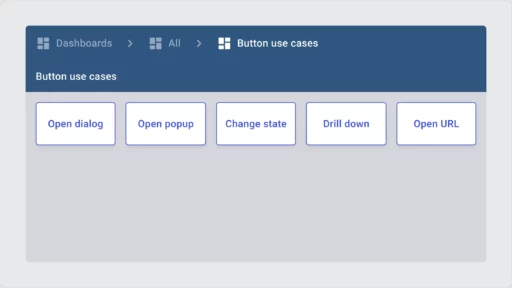 Dashboards > All > Button use cases
Button use cases
Open dialog Open popup Change state Drill down Open URL